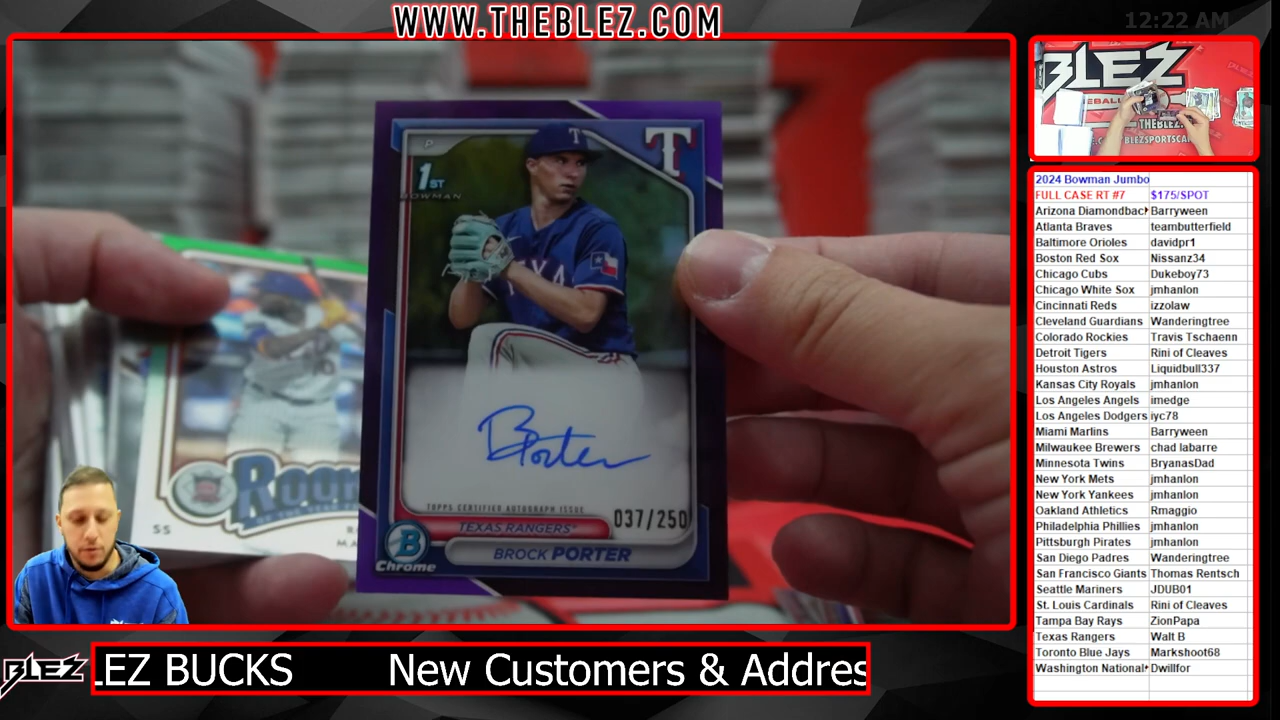 WWW.THEBLEZ.COM
12:22 AM
T
T
P
1ST
BOWMAN
TEXA
B Porter
TOPPS CERTIFIED AUTOGRAPH ISSUE
037/250
TEXAS RANGERS
BROCK PORTER
B
Chrome
SS
BLEZ
THEBLEZ.
2024 Bowman Jumbo
FULL CASE RT #7 $175/SPOT
Arizona Diamondback Barryween
Atlanta Braves teambutterfield
Baltimore Orioles davidpr1
Boston Red Sox Nissanz34
Chicago Cubs Dukeboy73
Chicago White Sox jmhanlon
Cincinnati Reds izzolaw
Cleveland Guardians Wanderingtree
Colorado Rockies Travis Tschaenn
Detroit Tigers Rini of Cleaves
Houston Astros Liquidbull337
Kansas City Royals jmhanlon
Los Angeles Angels imedge
Los Angeles Dodgers iyc78
Miami Marlins Barryween
Milwaukee Brewers chad labarre
Minnesota Twins BryanasDad
New York Mets jmhanlon
New York Yankees jmhanlon
Oakland Athletics Rmaggio
Philadelphia Phillies jmhanlon
Pittsburgh Pirates jmhanlon
San Diego Padres Wanderingtree
San Francisco Giants Thomas Rentsch
Seattle Mariners JDUB01
St. Louis Cardinals Rini of Cleaves
Tampa Bay Rays ZionPapa
Texas Rangers Walt B
Toronto Blue Jays Markshoot68
Washington National Dwillfor
BLEZ
LEZ BUCKS New Customers & Addres